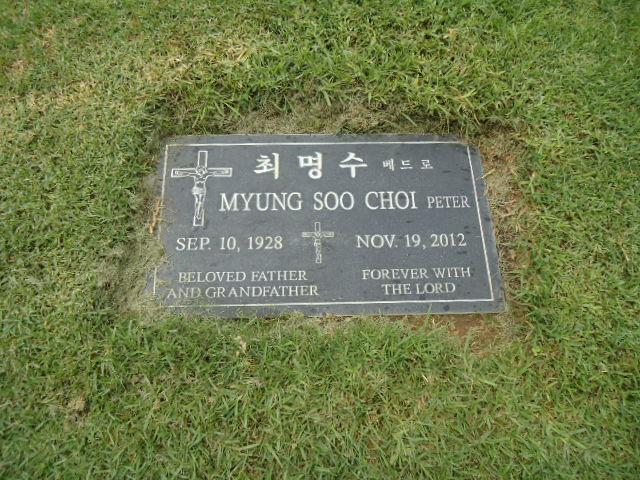 최명수 베드로
MYUNG SOO CHOI PETER
SEP. 10, 1928 NOV. 19, 2012
BELOVED FATHER
AND GRANDFATHER
FOREVER WITH
THE LORD